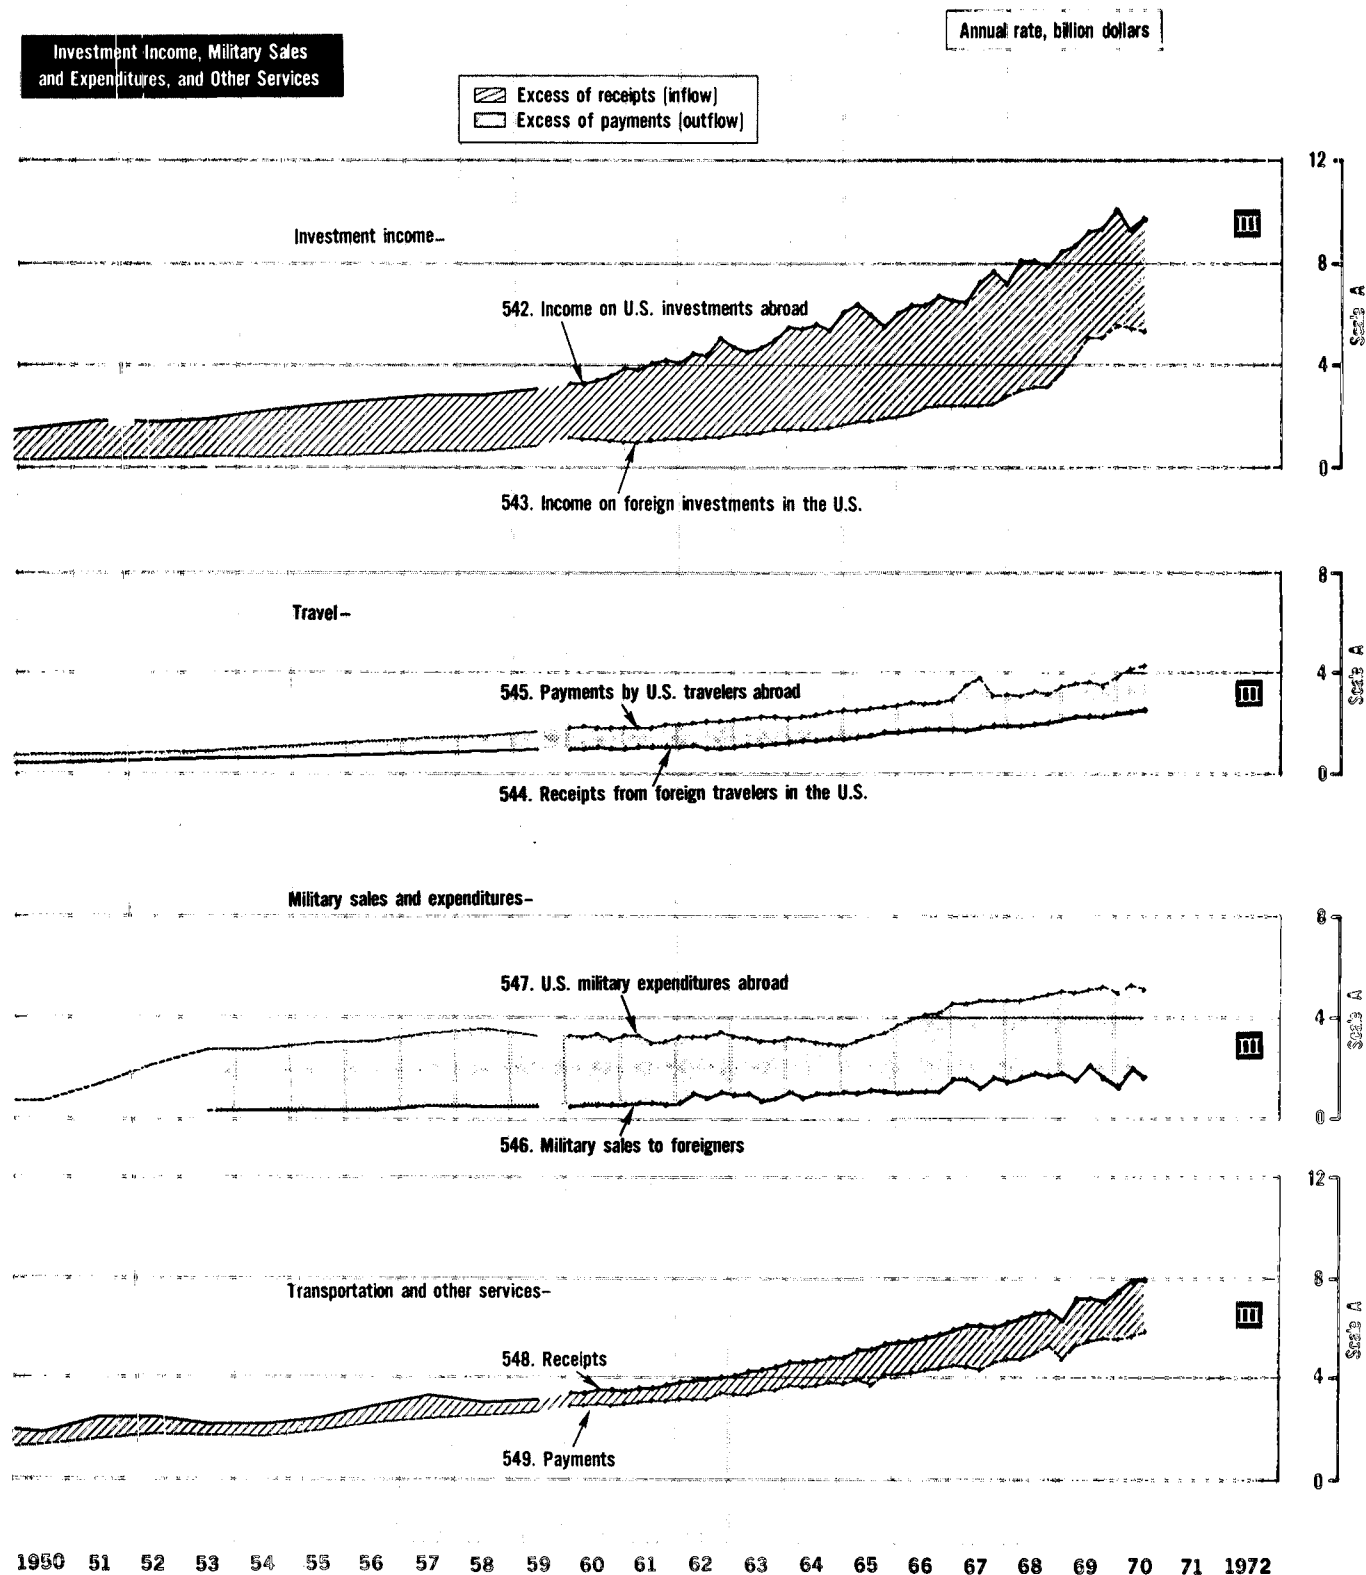 Annual rate, billion dollars
Investment Income, Military Sales
and Expenditures, and Other Services
Excess of receipts (inflow)
Excess of payments (outflow)
12
Investment income–
III
8
542. Income on U.S. investments abroad
Scale A
4
0
543. Income on foreign investments in the U.S.
8
Travel–
4
545. Payments by U.S. travelers abroad
III
Scale A
0
544. Receipts from foreign travelers in the U.S.
Military sales and expenditures–
8
547. U.S. military expenditures abroad
4
Scale A
III
0
546. Military sales to foreigners
12
8
Transportation and other services–
III
Scale A
548. Receipts
4
549. Payments
0
1950 51 52 53 54 55 56 57 58 59 60 61 62 63 64 65 66 67 68 69 70 71 1972